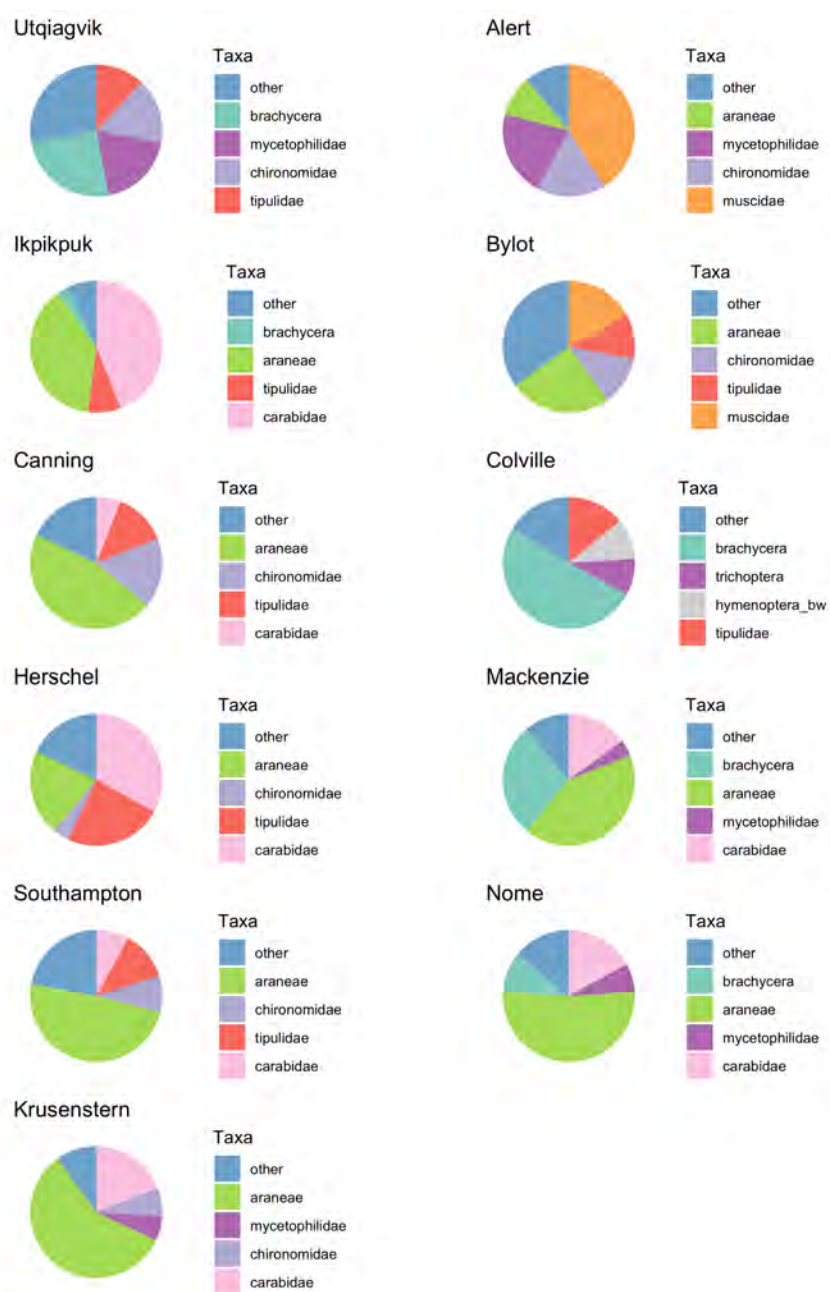 Utqiagvik
Taxa
other
brachycera
mycetophilidae
chironomidae
tipulidae
Alert
Taxa
other
araneae
mycetophilidae
chironomidae
muscidae
Ikpikpuk
Taxa
other
brachycera
araneae
tipulidae
carabidae
Bylot
Taxa
other
araneae
chironomidae
tipulidae
muscidae
Canning
Taxa
other
araneae
chironomidae
tipulidae
carabidae
Colville
Taxa
other
brachycera
trichoptera
hymenoptera_bw
tipulidae
Herschel
Taxa
other
araneae
chironomidae
tipulidae
carabidae
Mackenzie
Taxa
other
brachycera
araneae
mycetophilidae
carabidae
Southampton
Taxa
other
araneae
chironomidae
tipulidae
carabidae
Nome
Taxa
other
brachycera
araneae
mycetophilidae
carabidae
Krusenstern
Taxa
other
araneae
mycetophilidae
chironomidae
carabidae